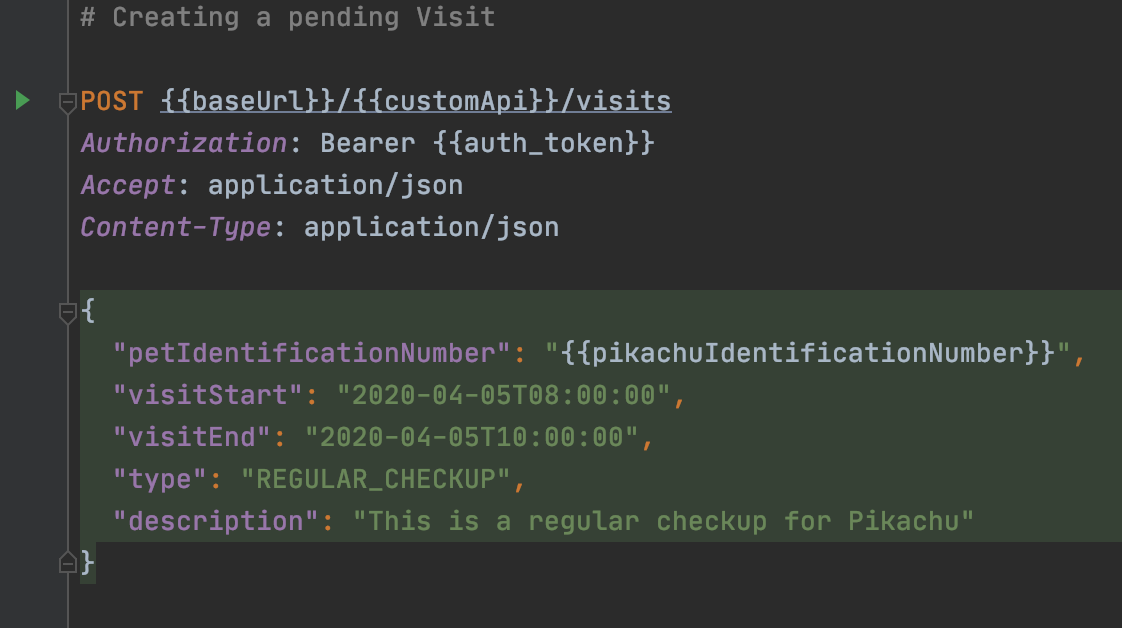 # Creating a pending Visit
POST {{baseUrl}}/{{customApi}}/visits
Authorization: Bearer {{auth_token}}
Accept: application/json
Content-Type: application/json
{
"petIdentificationNumber": "{{pikachuIdentificationNumber}}",
"visitStart": "2020-04-05T08:00:00",
"visitEnd": "2020-04-05T10:00:00",
"type": "REGULAR_CHECKUP",
"description": "This is a regular checkup for Pikachu"
}